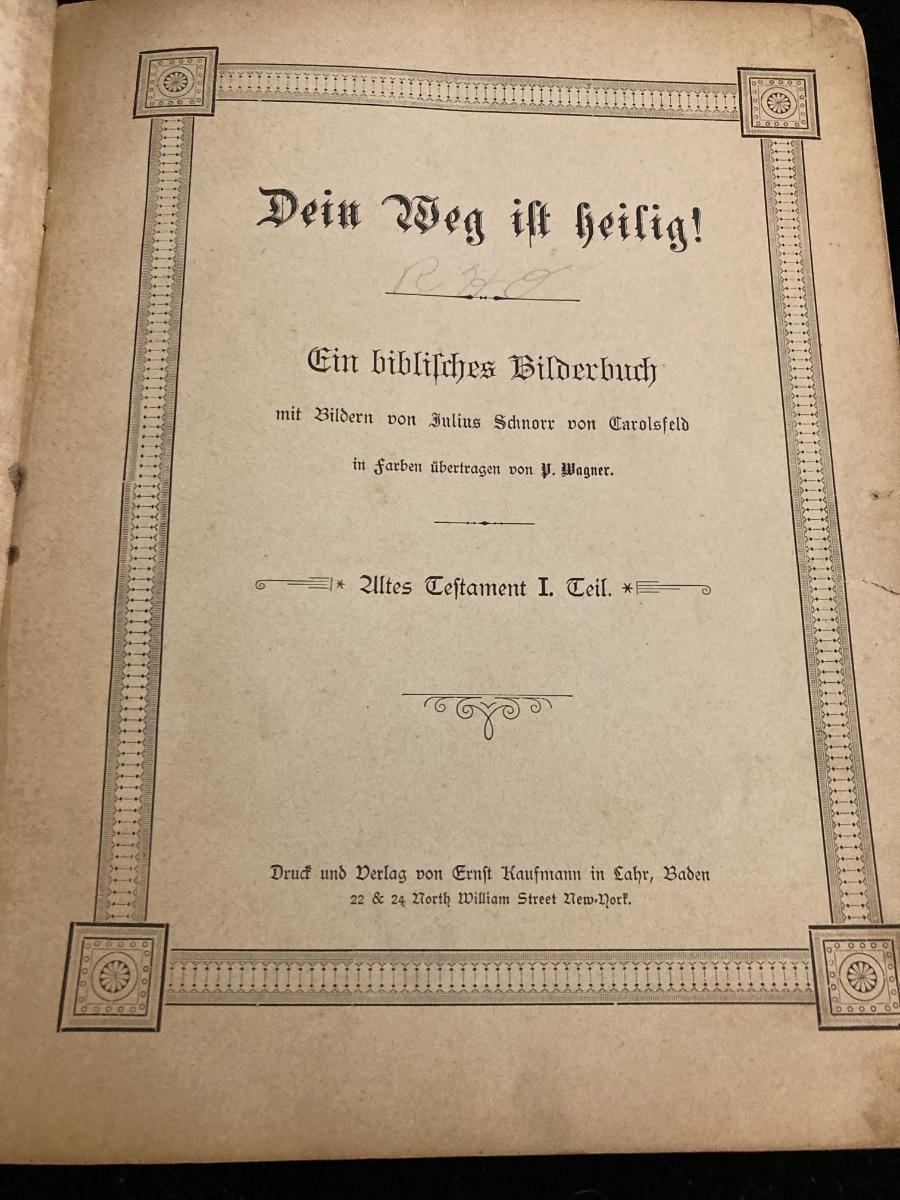 Dein Weg ist heilig!
R H O
Ein biblisches Bilderbuch
mit Bildern von Julius Schnorr von Carolsfeld
in Farben übertragen von P. Wagner.
* Altes Testament I. Teil. *
Druck und Verlag von Ernst Kaufmann in Lahr, Baden
22 & 24 North William Street New-York.